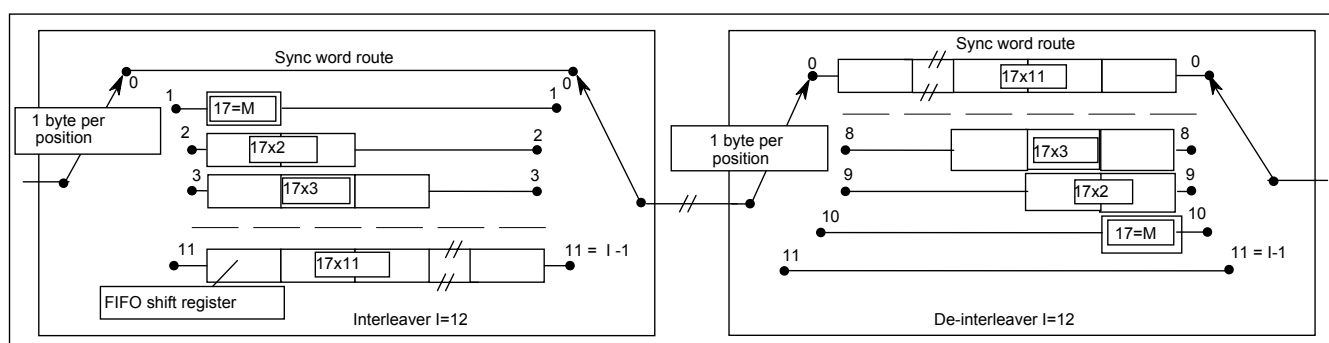 Sync word route
0
0
1
17=M
1
1 byte per
position
2
17x2
2
3
17x3
3
11
17x11
11 = I -1
FIFO shift register
Interleaver I=12
Sync word route
0
17x11
0
1 byte per
position
8
17x3
8
9
17x2
9
10
17=M
10
11
11 = I-1
De-interleaver I=12